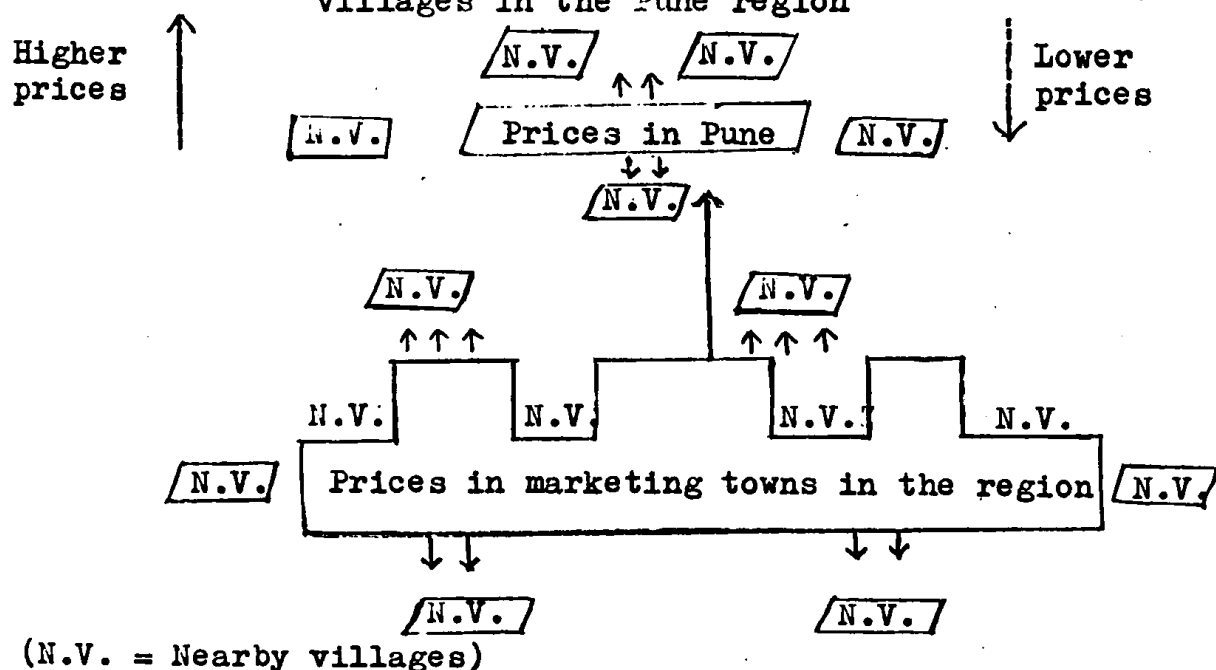 villages in the Pune region
Higher prices
Lower prices
N.V. N.V.
N.V. Prices in Pune N.V.
N.V.
N.V. N.V.
N.V. N.V. N.V. N.V.
N.V. Prices in marketing towns in the region N.V.
N.V. N.V.
(N.V. = Nearby villages)